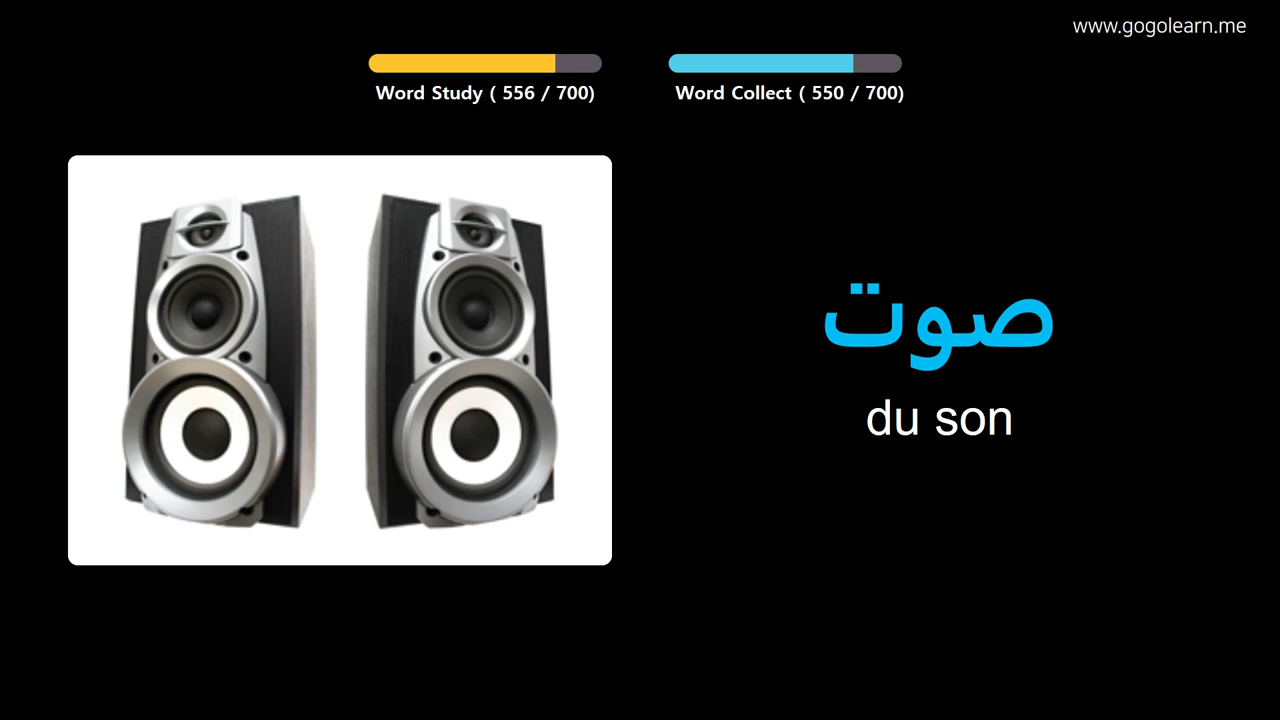 www.gogolearn.me
Word Study ( 556 / 700)
Word Collect ( 550 / 700)
صوت
du son